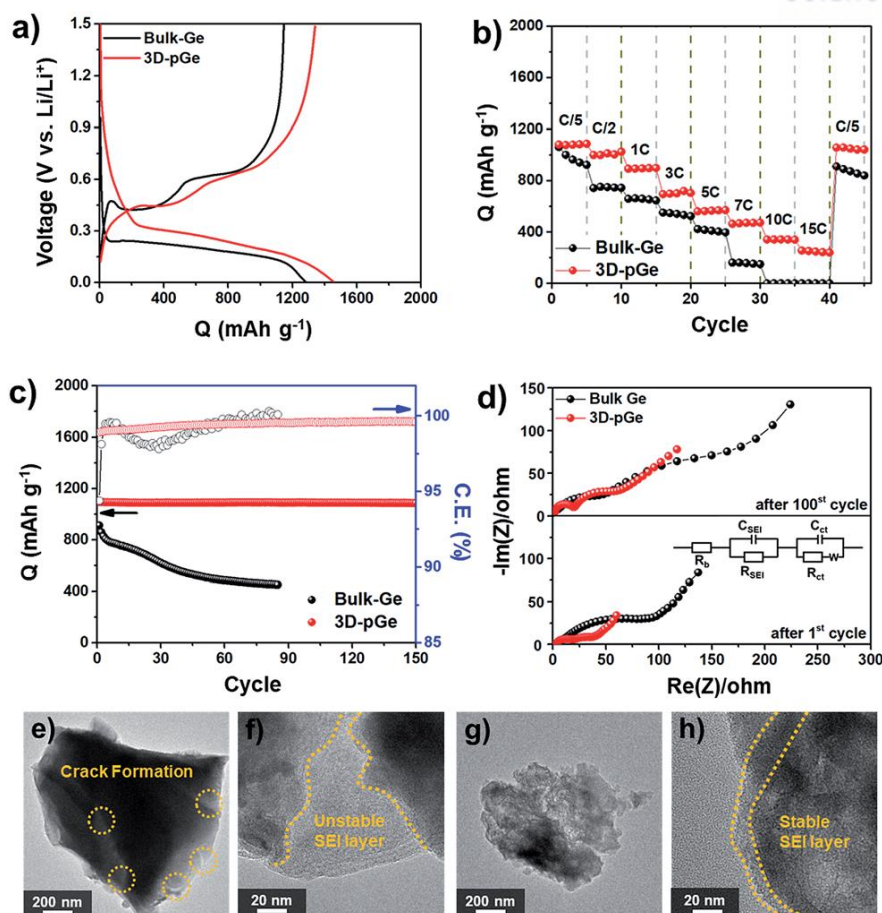 a)
Bulk-Ge
3D-pGe
1.5
1.2
0.9
0.6
0.3
0.0
Voltage (V vs. Li/Li⁺)
0 400 800 1200 1600 2000
Q (mAh g⁻¹)
b)
2000
1600
1200
800
400
0
Q (mAh g⁻¹)
C/5 C/2 1C 3C 5C 7C 10C 15C C/5
Bulk-Ge
3D-pGe
0 10 20 30 40
Cycle
c)
2000
1600
1200
800
400
0
Q (mAh g⁻¹)
100
95
90
85
C.E. (%)
Bulk-Ge
3D-pGe
0 30 60 90 120 150
Cycle
d)
150
100
50
0
Bulk Ge
3D-pGe
after 100ˢᵗ cycle
100
50
0
-Im(Z)/ohm
C_SEI C_ct
R_b R_SEI R_ct W
after 1ˢᵗ cycle
0 50 100 150 200 250 300
Re(Z)/ohm
e)
Crack Formation
200 nm
f)
Unstable
SEI layer
20 nm
g)
200 nm
h)
Stable
SEI layer
20 nm